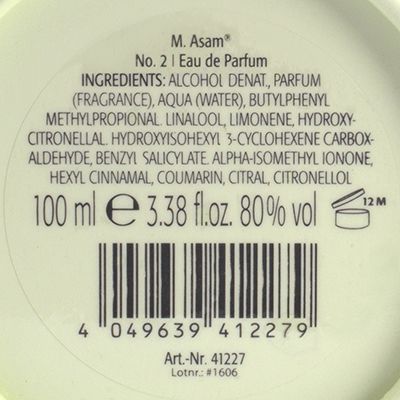 M. Asam®
No. 2 | Eau de Parfum
INGREDIENTS: ALCOHOL DENAT., PARFUM
(FRAGRANCE), AQUA (WATER), BUTYLPHENYL
METHYLPROPIONAL. LINALOOL, LIMONENE, HYDROXY-
CITRONELLAL. HYDROXYISOHEXYL 3-CYCLOHEXENE CARBOX-
ALDEHYDE, BENZYL SALICYLATE. ALPHA-ISOMETHYL IONONE,
HEXYL CINNAMAL, COUMARIN, CITRAL, CITRONELLOL
100 ml ℮ 3.38 fl.oz. 80% vol 12 M
4 049639 412279
Art.-Nr. 41227
Lotnr.: #1606